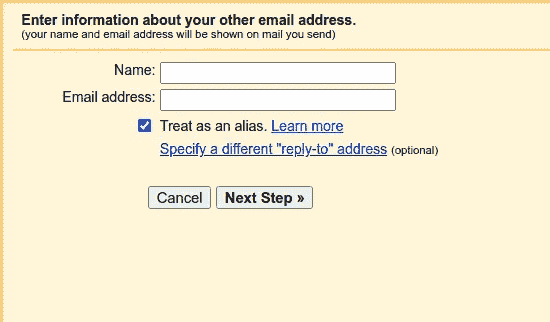 Enter information about your other email address.
(your name and email address will be shown on mail you send)
Name:
Email address:
Treat as an alias. Learn more
Specify a different "reply-to" address (optional)
Cancel Next Step »